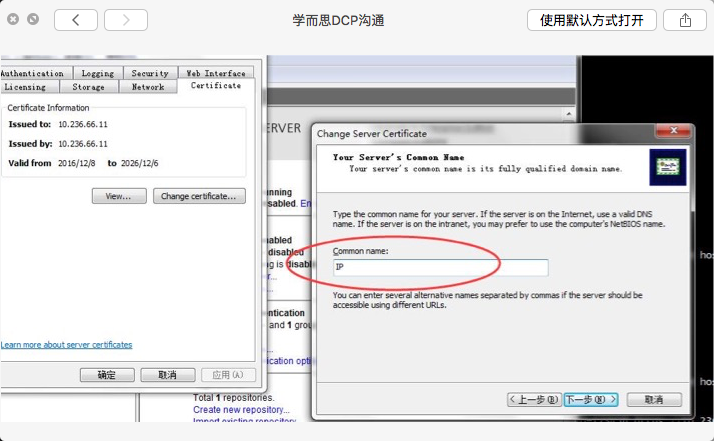 学而思DCP沟通
使用默认方式打开
Authentication Logging Security Web Interface
Licensing Storage Network Certificate
Certificate Information
Issued to: 10.236.66.11
Issued by: 10.236.66.11
Valid from 2016/12/8 to 2026/12/6
View... Change certificate...
Learn more about server certificates
确定 取消 应用(A)
ERVER
nning
sabled. En
nabled
disabled
ng is disabl
er...
entication
and 1 grou
ication opti
Total 1 repositories.
Create new repository...
Import existing repository...
Change Server Certificate
Your Server's Common Name
Your server's common name is its fully qualified domain name.
Type the common name for your server. If the server is on the Internet, use a valid DNS
name. If the server is on the intranet, you may prefer to use the computer's NetBIOS name.
Common name:
IP
You can enter several alternative names separated by commas if the server should be
accessible using different URLs.
< 上一步(B) 下一步(N) > 取消
ho
hos
hos